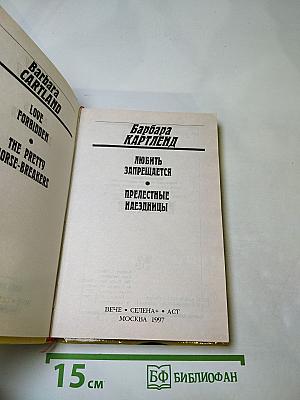 Barbara
CARTLAND
LOVE
FORBIDDEN
•
THE PRETTY
HORSE-BREAKERS
Барбара
КАРТЛЕНД
ЛЮБИТЬ
ЗАПРЕЩАЕТСЯ
•
ПРЕЛЕСТНЫЕ
НАЕЗДНИЦЫ
ВЕЧЕ • СЕЛЕНА+ • АСТ
МОСКВА 1997
15 см
БФ БИБЛИОФАН